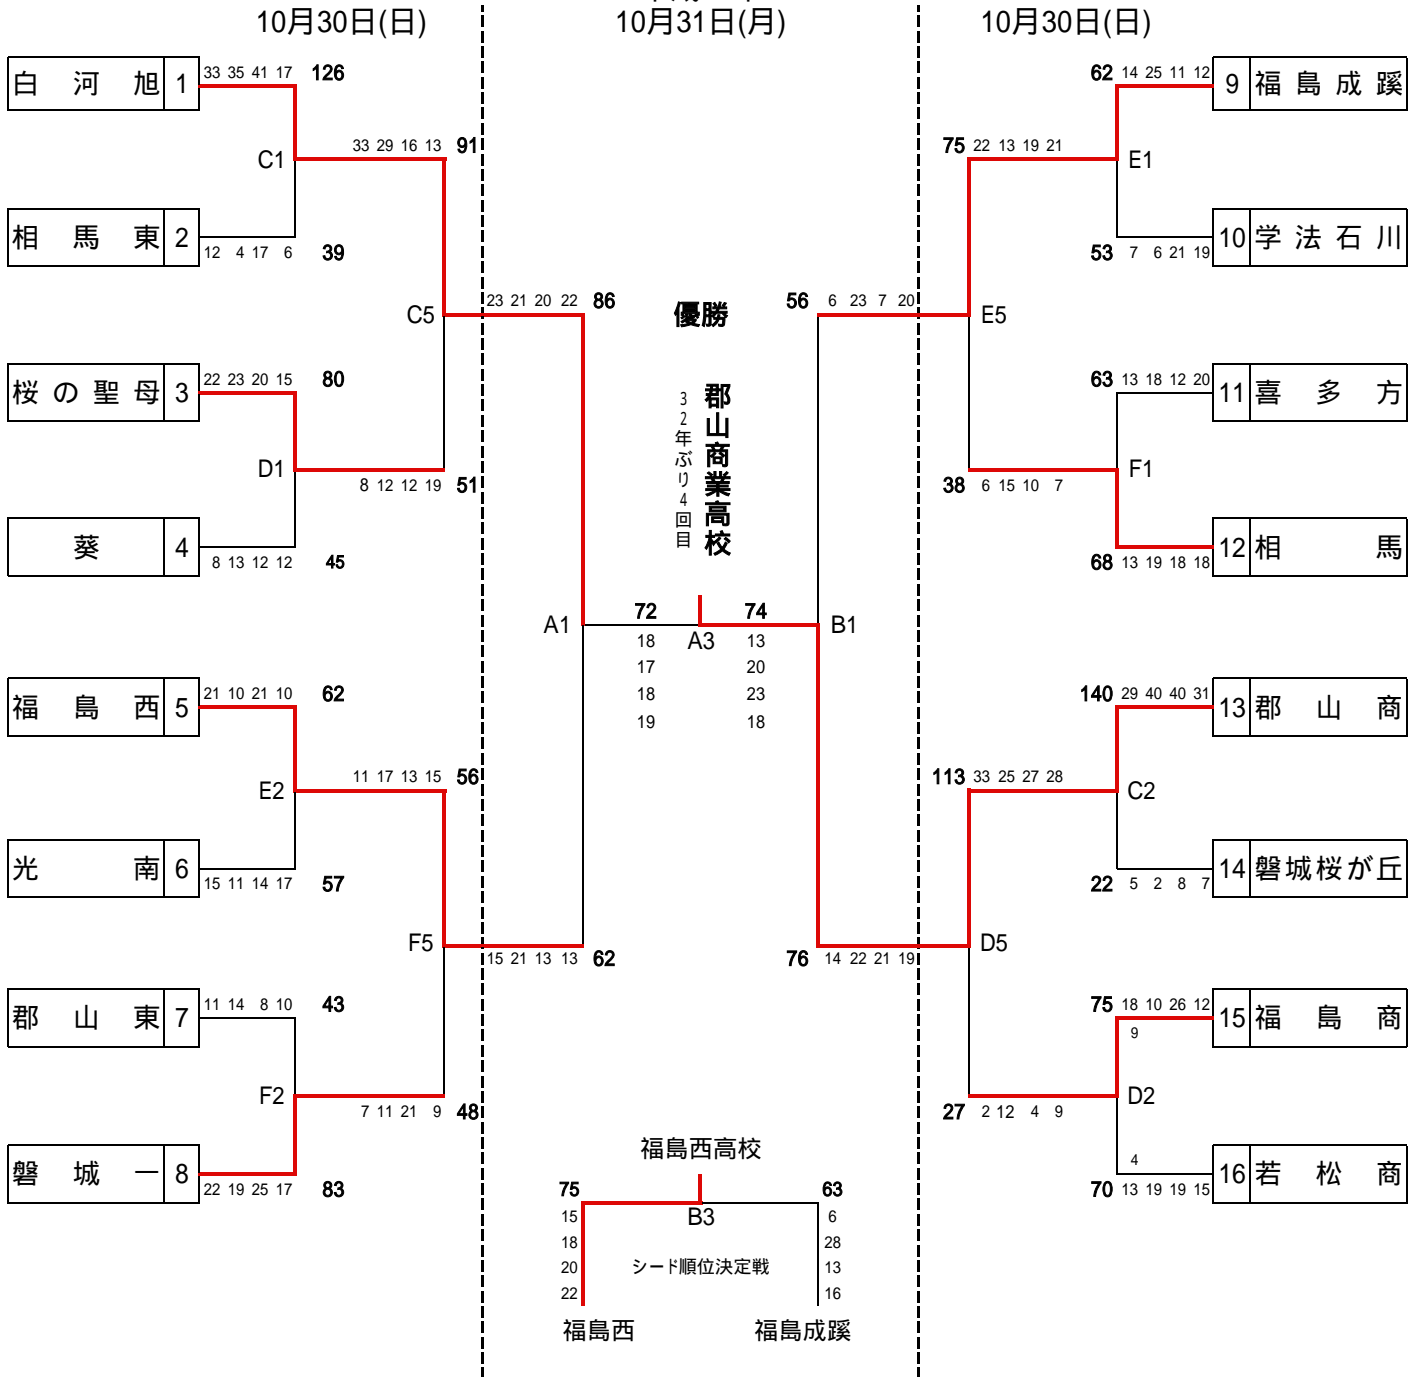 10月30日(日)
10月31日(月)
10月30日(日)
白河旭 1
33 35 41 17 126
C1
相馬東 2
12 4 17 6 39
33 29 16 13 91
C5
桜の聖母 3
22 23 20 15 80
D1
8 12 12 19 51
葵 4
8 13 12 12 45
23 21 20 22 86
A1
福島西 5
21 10 21 10 62
E2
11 17 13 15 56
光南 6
15 11 14 17 57
F5
15 21 13 13 62
郡山東 7
11 14 8 10 43
F2
7 11 21 9 48
磐城一 8
22 19 25 17 83
優勝
郡山商業高校
32年ぶり4回目
72 74
A3
18 13
17 20
18 23
19 18
62 14 25 11 12
9 福島成蹊
75 22 13 19 21
E1
53 7 6 21 19
10 学法石川
56 6 23 7 20
E5
63 13 18 12 20
11 喜多方
38 6 15 10 7
F1
68 13 19 18 18
12 相馬
B1
140 29 40 40 31
13 郡山商
113 33 25 27 28
C2
22 5 2 8 7
14 磐城桜が丘
76 14 22 21 19
D5
75 18 10 26 12
9
15 福島商
27 2 12 4 9
D2
4
70 13 19 19 15
16 若松商
福島西高校
75 63
B3
15 6
18 28
20 13
22 16
シード順位決定戦
福島西 福島成蹊